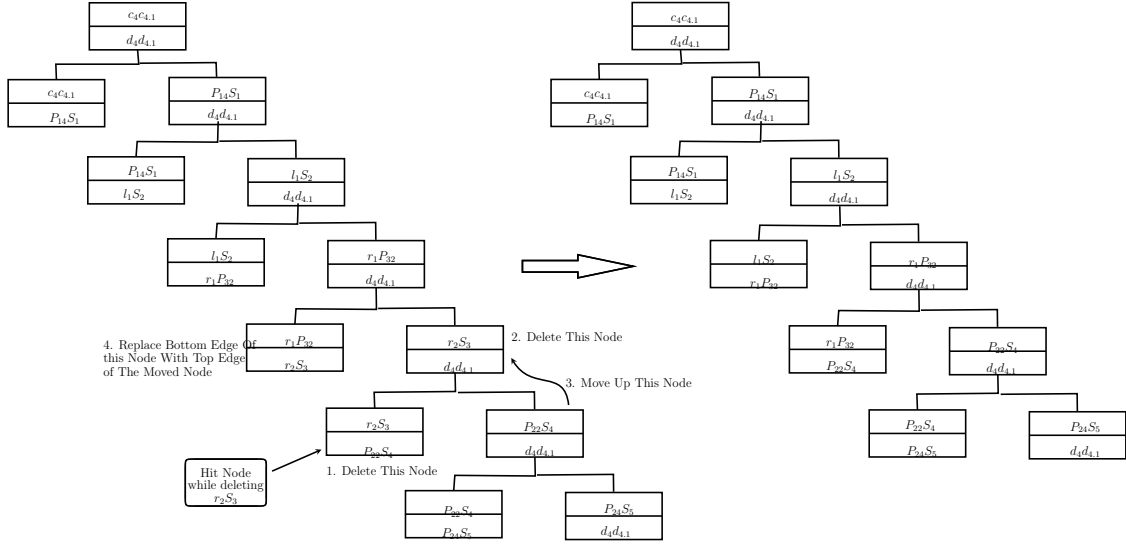 c₄c₄.₁
d₄d₄.₁
c₄c₄.₁
P₁₄S₁
P₁₄S₁
d₄d₄.₁
P₁₄S₁
l₁S₂
l₁S₂
d₄d₄.₁
l₁S₂
r₁P₃₂
r₁P₃₂
d₄d₄.₁
4. Replace Bottom Edge Of
this Node With Top Edge
of The Moved Node
r₁P₃₂
r₂S₃
r₂S₃
d₄d₄.₁
2. Delete This Node
3. Move Up This Node
r₂S₃
P₂₂S₄
1. Delete This Node
Hit Node
while deleting
r₂S₃
P₂₂S₄
d₄d₄.₁
P₂₂S₄
P₂₄S₅
P₂₄S₅
d₄d₄.₁
c₄c₄.₁
d₄d₄.₁
c₄c₄.₁
P₁₄S₁
P₁₄S₁
d₄d₄.₁
P₁₄S₁
l₁S₂
l₁S₂
d₄d₄.₁
l₁S₂
r₁P₃₂
r₁P₃₂
d₄d₄.₁
r₁P₃₂
P₂₂S₄
P₂₂S₄
d₄d₄.₁
P₂₂S₄
P₂₄S₅
P₂₄S₅
d₄d₄.₁